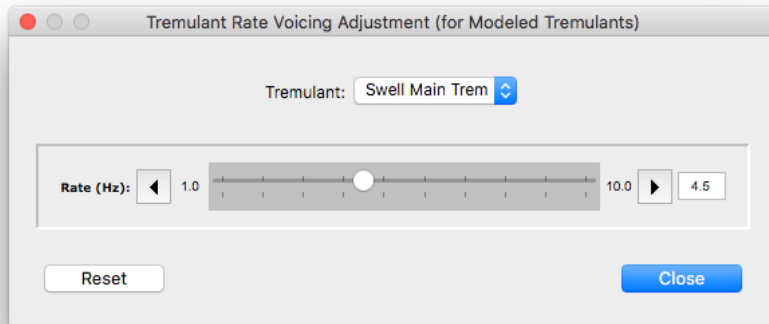 Tremulant Rate Voicing Adjustment (for Modeled Tremulants)
Tremulant: Swell Main Trem
Rate (Hz): 1.0 10.0 4.5
Reset Close